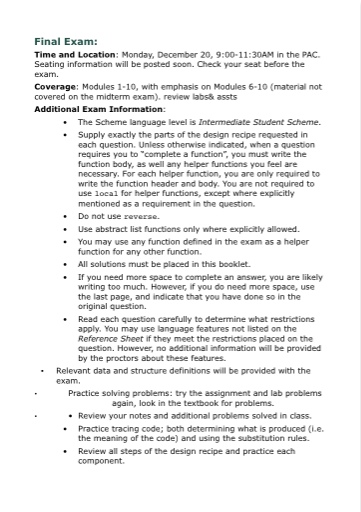 Final Exam:
Time and Location: Monday, December 20, 9:00-11:30AM in the PAC.
Seating information will be posted soon. Check your seat before the
exam.
Coverage: Modules 1-10, with emphasis on Modules 6-10 (material not
covered on the midterm exam). review labs& assts
Additional Exam Information:
• The Scheme language level is Intermediate Student Scheme.
• Supply exactly the parts of the design recipe requested in
each question. Unless otherwise indicated, when a question
requires you to “complete a function”, you must write the
function body, as well any helper functions you feel are
necessary. For each helper function, you are only required to
write the function header and body. You are not required to
use local for helper functions, except where explicitly
mentioned as a requirement in the question.
• Do not use reverse.
• Use abstract list functions only where explicitly allowed.
• You may use any function defined in the exam as a helper
function for any other function.
• All solutions must be placed in this booklet.
• If you need more space to complete an answer, you are likely
writing too much. However, if you do need more space, use
the last page, and indicate that you have done so in the
original question.
• Read each question carefully to determine what restrictions
apply. You may use language features not listed on the
Reference Sheet if they meet the restrictions placed on the
question. However, no additional information will be provided
by the proctors about these features.
• Relevant data and structure definitions will be provided with the
exam.
• Practice solving problems: try the assignment and lab problems
again, look in the textbook for problems.
• • Review your notes and additional problems solved in class.
• Practice tracing code; both determining what is produced (i.e.
the meaning of the code) and using the substitution rules.
• Review all steps of the design recipe and practice each
component.